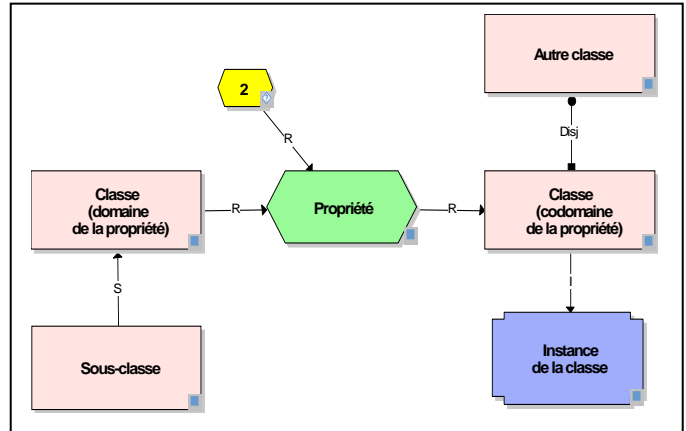 Autre classe
2
Disj
R
Classe
(domaine
de la propriété)
R
Propriété
R
Classe
(codomaine
de la propriété)
S
I
Sous-classe
Instance
de la classe